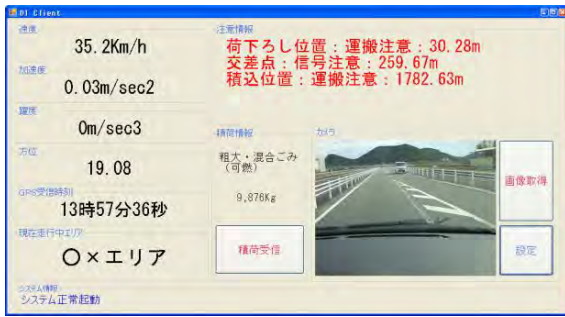 01 Client
速度
35.2Km/h
加速度
0.03m/sec2
躍度
0m/sec3
方位
19.08
GPS受信時刻
13時57分36秒
現在走行中エリア
○×エリア
注意情報
荷下ろし位置：運搬注意：30.28m
交差点：信号注意：259.67m
積込位置：運搬注意：1782.63m
積荷情報
粗大・混合ごみ
（可燃）
9,876Kg
積荷受信
カメラ
画像取得
設定
システム情報
システム正常起動